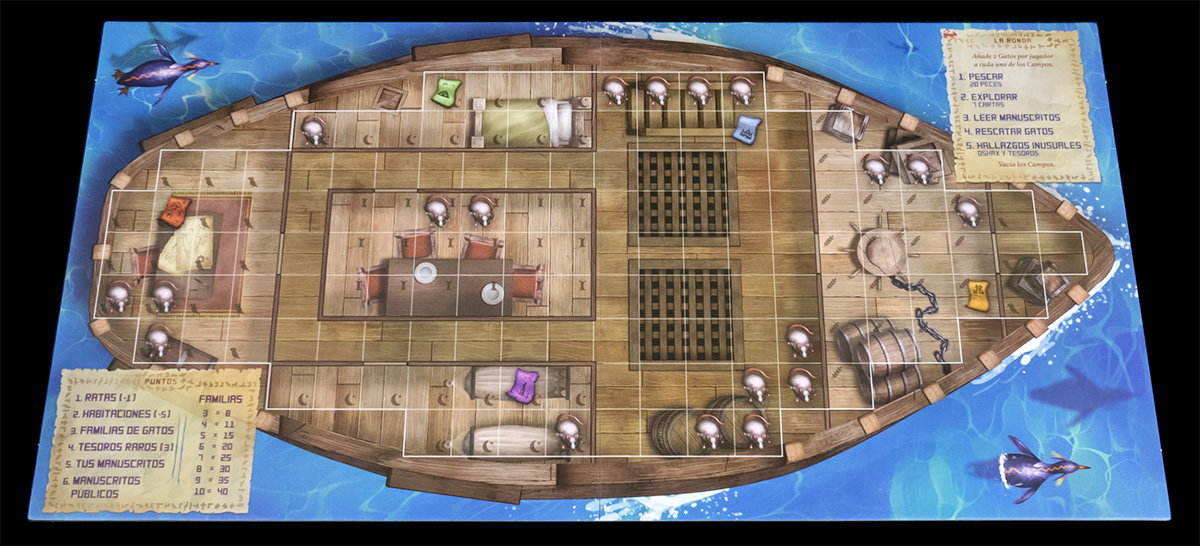 LA RONDA
Añade 2 Gatos por jugador
a cada uno de los Campos.
1. PESCAR
20 PECES
2. EXPLORAR
7 CARTAS
3. LEER MANUSCRITOS
4. RESCATAR GATOS
5. HALLAZGOS INUSUALES
OSHAX Y TESOROS
Vacía los Campos.
PUNTOS
1. RATAS (-1)
2. HABITACIONES (-5)
3. FAMILIAS DE GATOS
4. TESOROS RAROS (3)
5. TUS MANUSCRITOS
6. MANUSCRITOS
PÚBLICOS
FAMILIAS
3 = 8
4 = 11
5 = 15
6 = 20
7 = 25
8 = 30
9 = 35
10 = 40